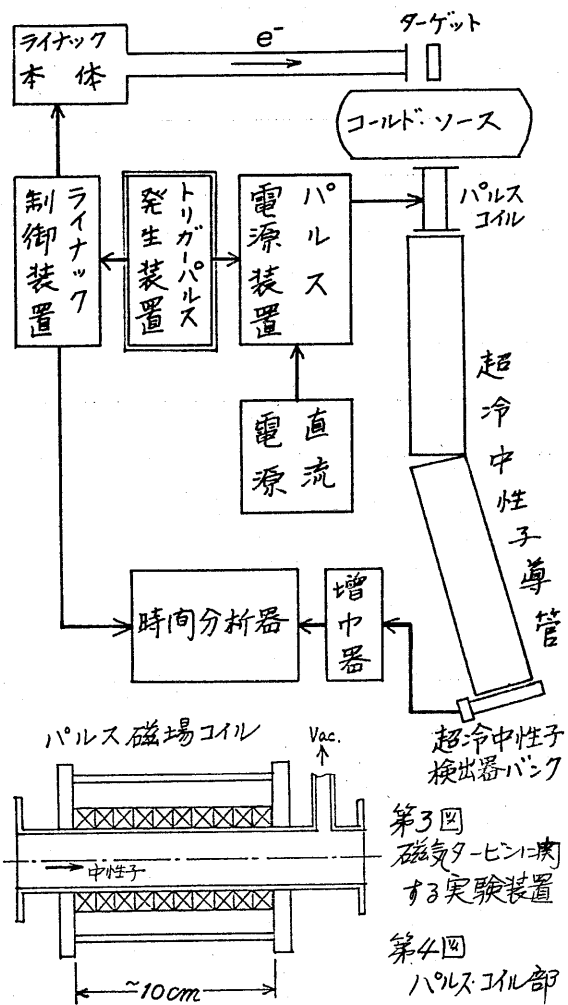 ライナック
本体
e⁻
ターゲット
コールド・ソース
パルス
コイル
ライナック
制御装置
トリガーパルス
発生装置
パルス
電源装置
直流
電源
超冷中性子導管
時間分析器
増巾器
超冷中性子
検出器バンク
パルス磁場コイル
Vac.
中性子
~10cm
第3図
磁気タービンに関
する実験装置
第4図
パルス・コイル部